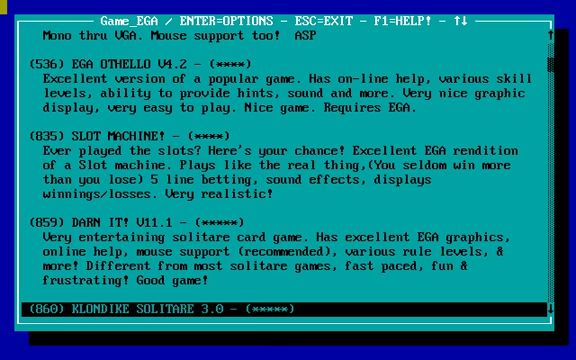 Game_EGA / ENTER=OPTIONS - ESC=EXIT - F1=HELP! - ↑↓
Mono thru VGA. Mouse support too!  ASP
(536) EGA OTHELLO V4.2 - (****)
Excellent version of a popular game. Has on-line help, various skill
levels, ability to provide hints, sound and more. Very nice graphic
display, very easy to play. Nice game. Requires EGA.
(835) SLOT MACHINE! - (****)
Ever played the slots? Here's your chance! Excellent EGA rendition
of a Slot machine. Plays like the real thing,(You seldom win more
than you lose) 5 line betting, sound effects, displays
winnings/losses. Very realistic!
(859) DARN IT! V11.1 - (*****)
Very entertaining solitaire card game. Has excellent EGA graphics,
online help, mouse support (recommended), various rule levels, &
more! Different from most solitaire games, fast paced, fun &
frustrating! Good game!
(860) KLONDIKE SOLITAIRE 3.0 - (*****)